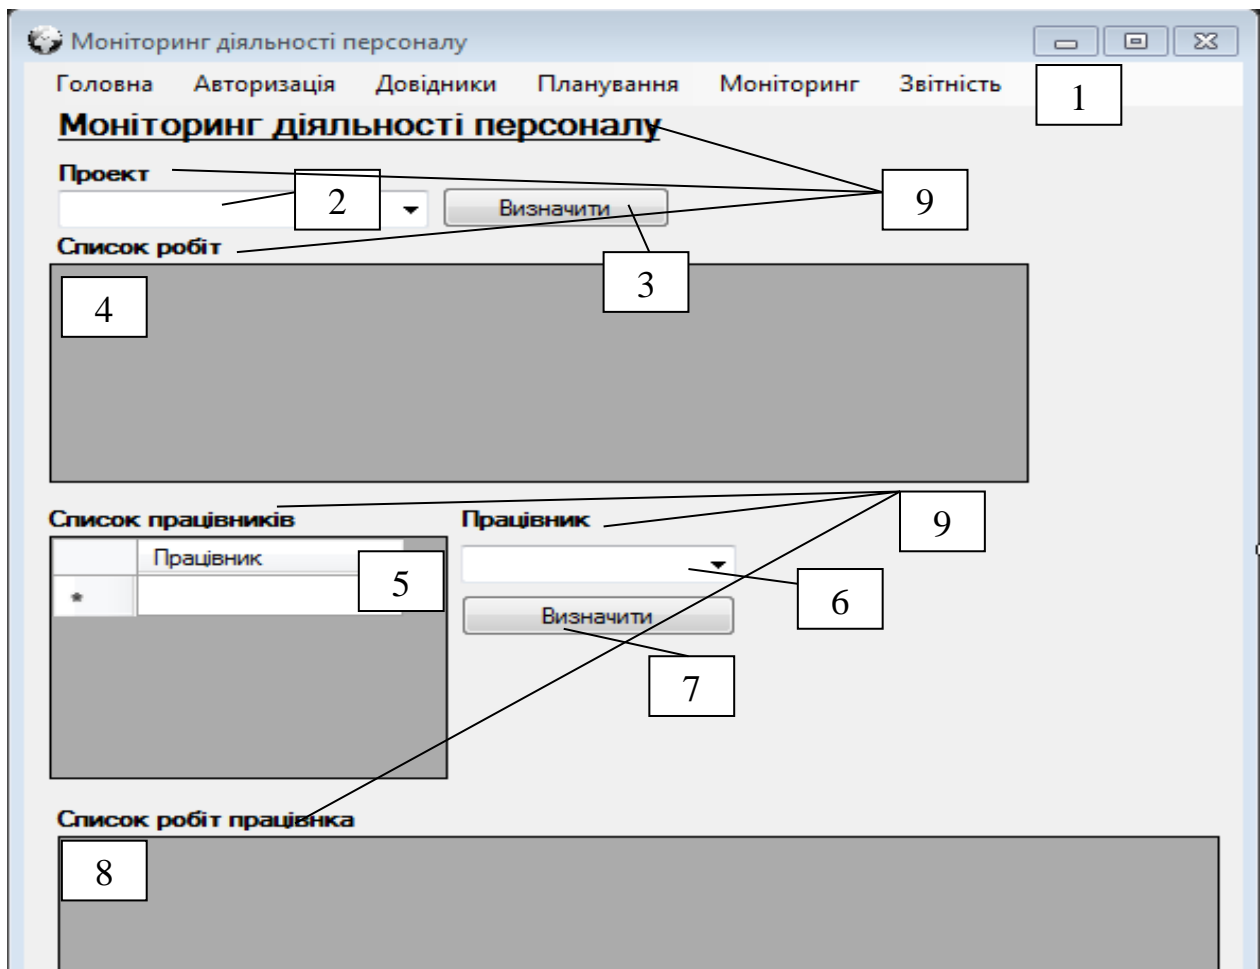 Моніторинг діяльності персоналу
Головна Авторизація Довідники Планування Моніторинг Звітність
1
Моніторинг діяльності персоналу
Проект
2
Визначити
9
Список робіт
3
4
Список працівників
Працівник
9
Працівник
5
6
*
Визначити
7
Список робіт працівнка
8